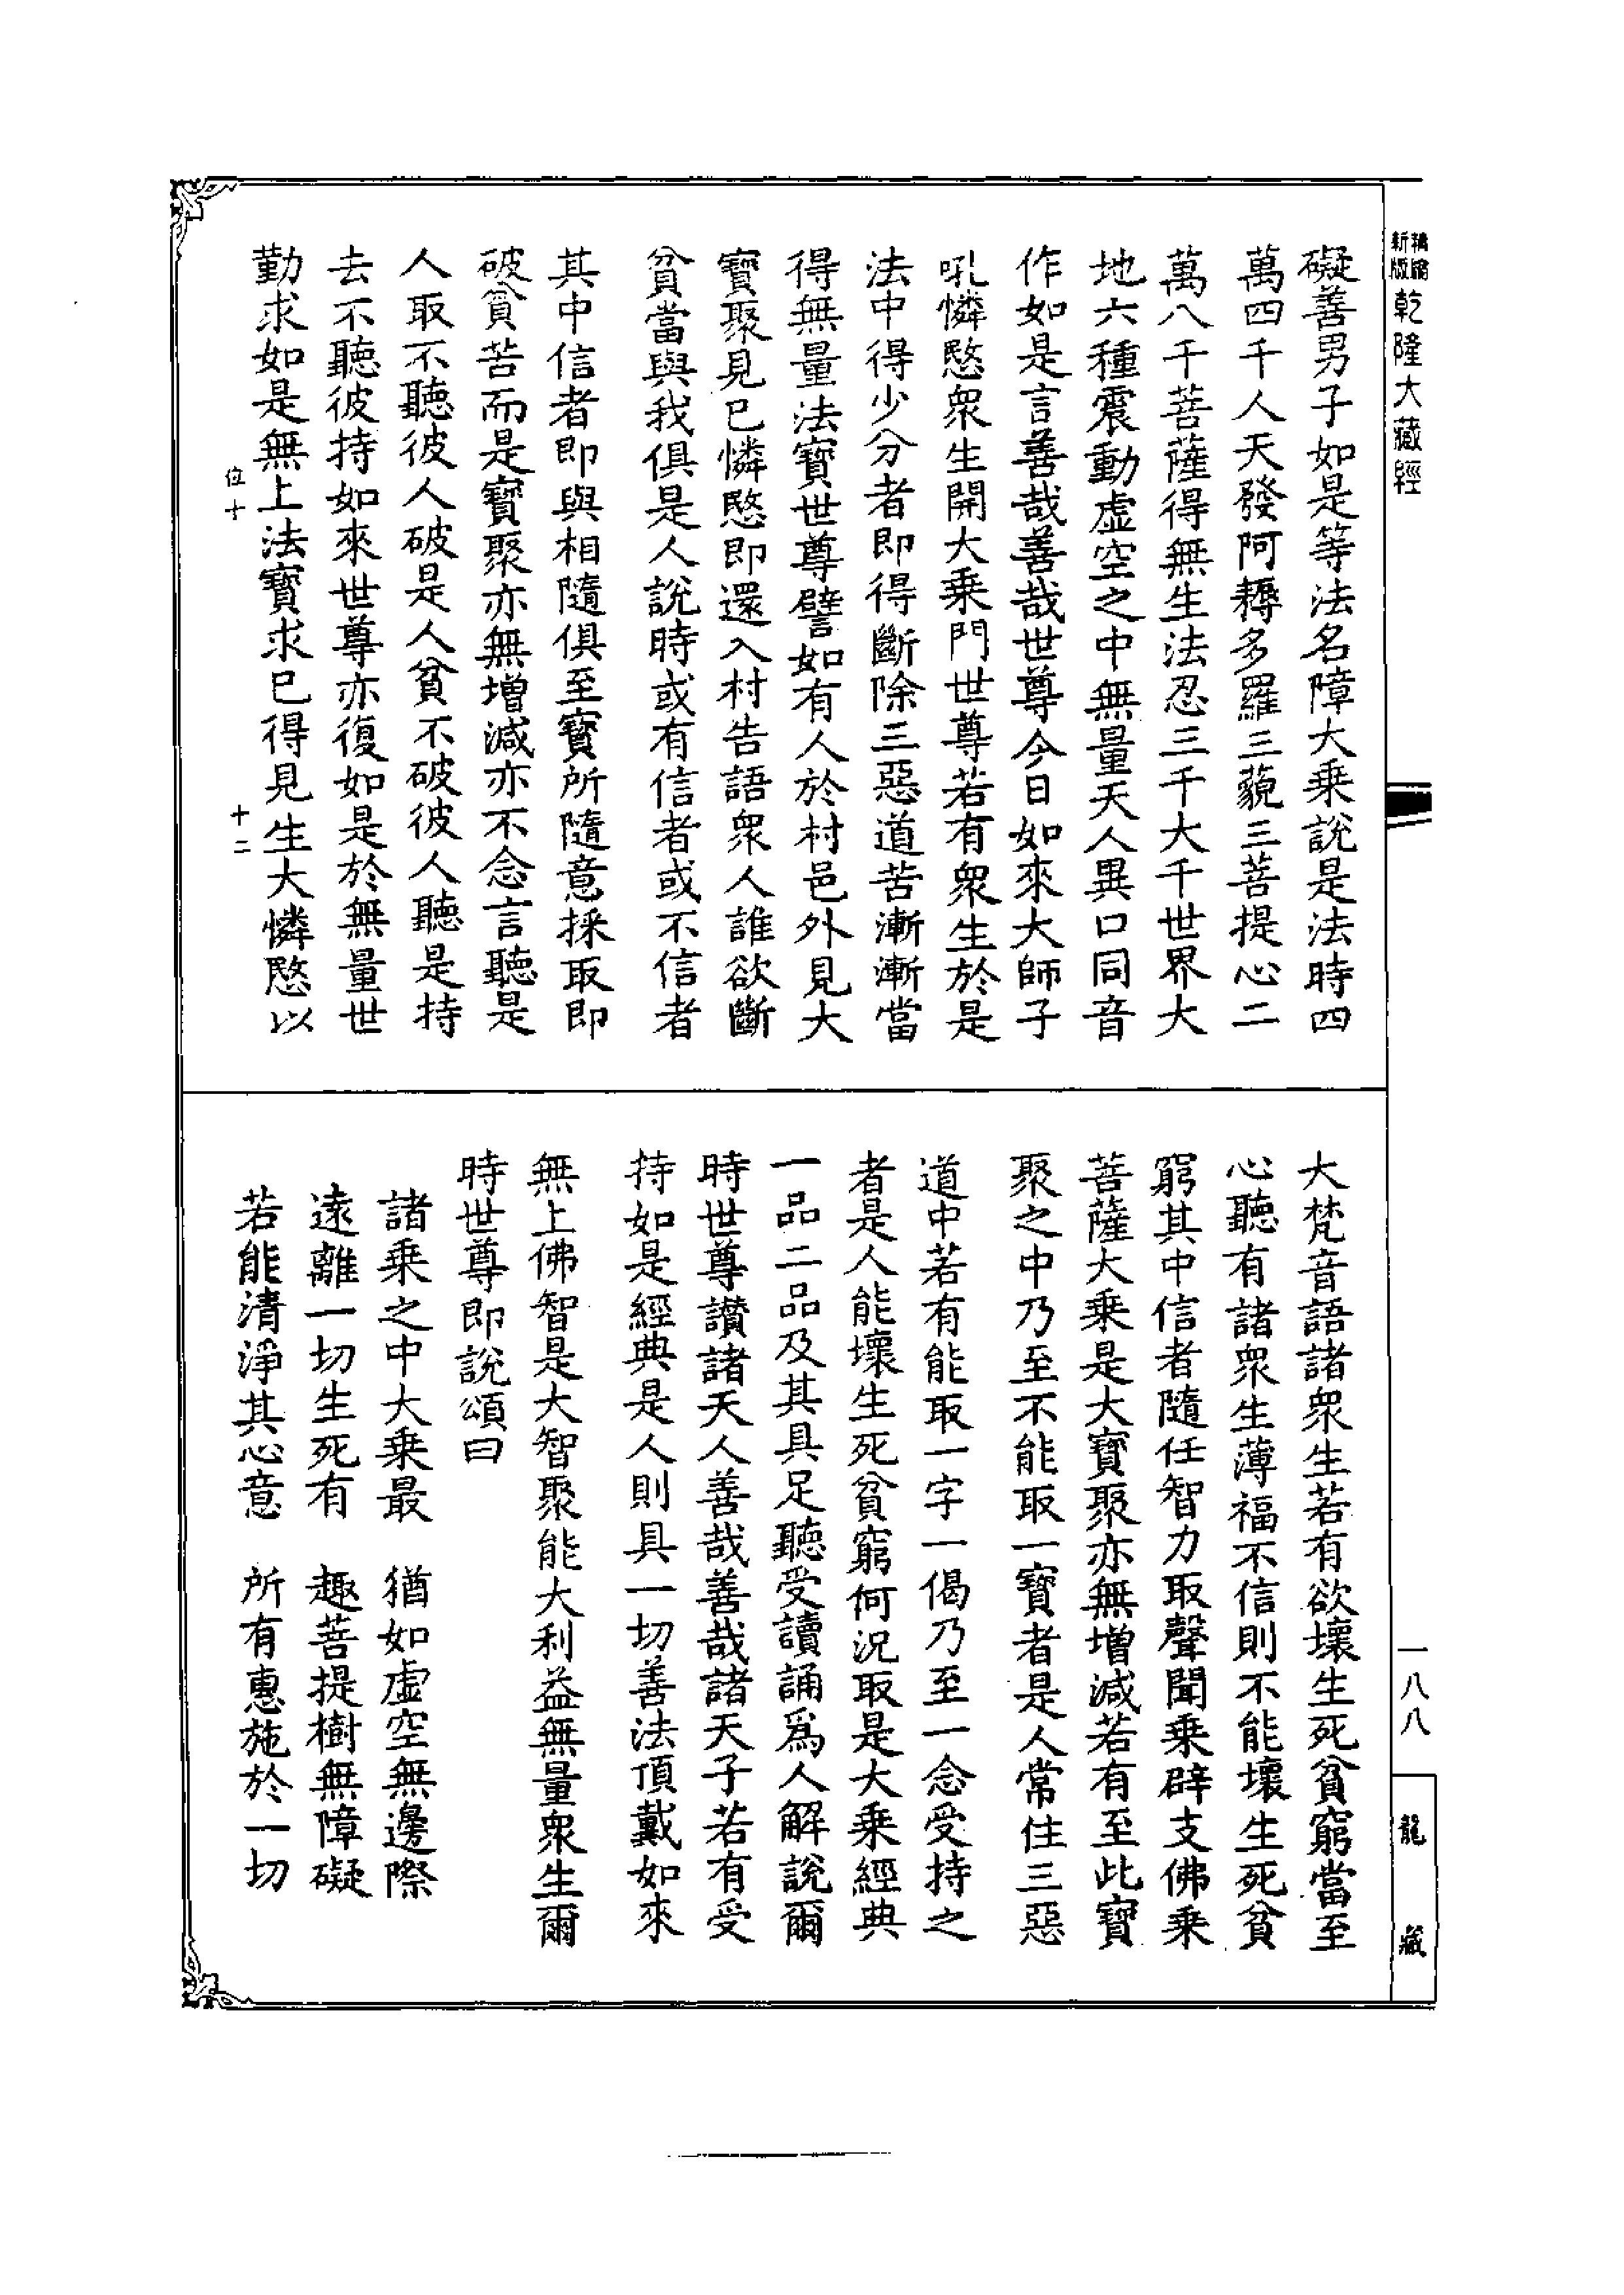 乾隆大藏經
礙善男子如是等法名障大乗說是法時四
萬四千人天發阿耨多羅三藐三菩提心二
萬八千菩薩得無生法忍三千大千世界大
地六種震動虛空之中無量天人異口同音
作如是言善哉善哉世尊今日如來大師子
吼憐愍衆生開大乗門世尊若有衆生於是
法中得少分者即得斷除三惡道苦漸漸當
得無量法寶世尊譬如有人於村邑外見大
寶聚見已憐愍即還入村告語衆人誰欲斷
貧當與我俱是人說時或有信者或不信者
其中信者即與相隨俱至寶所隨意採取即
破貧苦而是寶聚亦無增減亦不念言聽是
人取不聽彼人破是人貧不破彼人聽是持
去不聽彼持如來世尊亦復如是於無量世
勤求如是無上法寶求已得見生大憐愍以
位十
十二
大梵音語諸衆生若有欲壞生死貧窮當至
心聽有諸衆生薄福不信則不能壞生死貧
窮其中信者隨任智力取聲聞乗辟支佛乗
菩薩大乗是大寶聚亦無增減若有至此寶
聚之中乃至不能取一寶者是人常住三惡
道中若有能取一字一偈乃至一念受持之
者是人能壞生死貧窮何況取是大乗經典
一品二品及其具足聽受讀誦爲人解說爾
時世尊讚諸天人善哉善哉諸天子若有受
持如是經典是人則具一切善法頂戴如來
無上佛智是大智聚能大利益無量衆生爾
時世尊即說頌曰
諸乗之中大乗最　猶如虛空無邊際
遠離一切生死有　趣菩提樹無障礙
若能清淨其心意　所有惠施於一切
一八八
龍藏